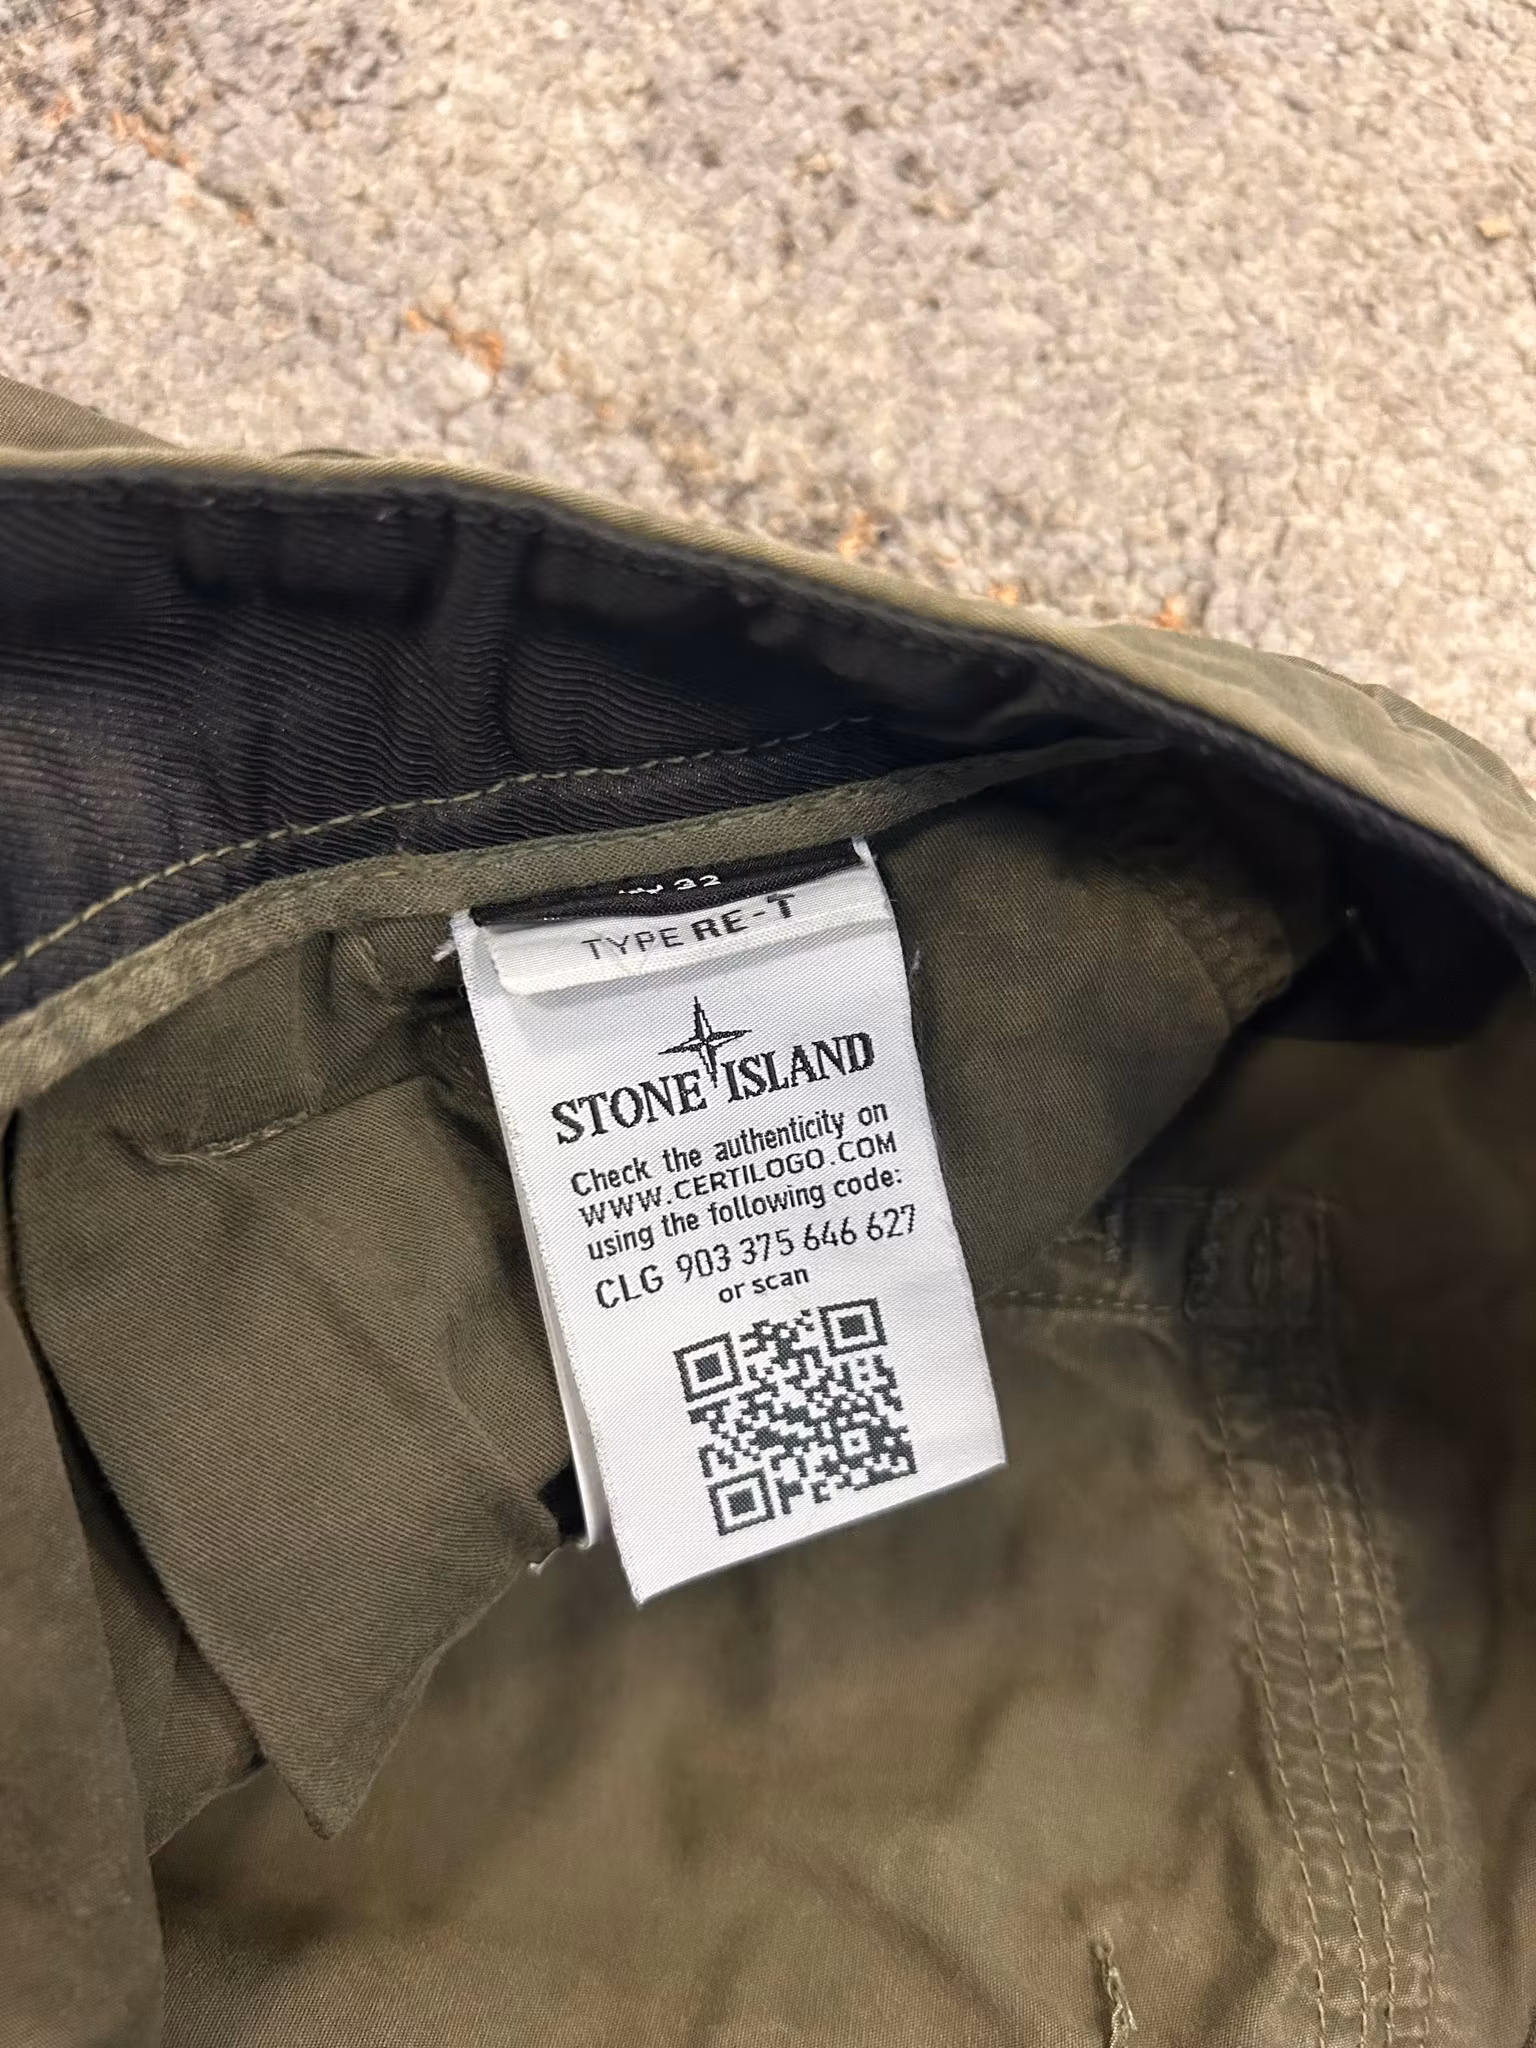 W 32
TYPE RE-T
STONE ISLAND
Check the authenticity on
WWW.CERTILOGO.COM
using the following code:
CLG 903 375 646 627
or scan